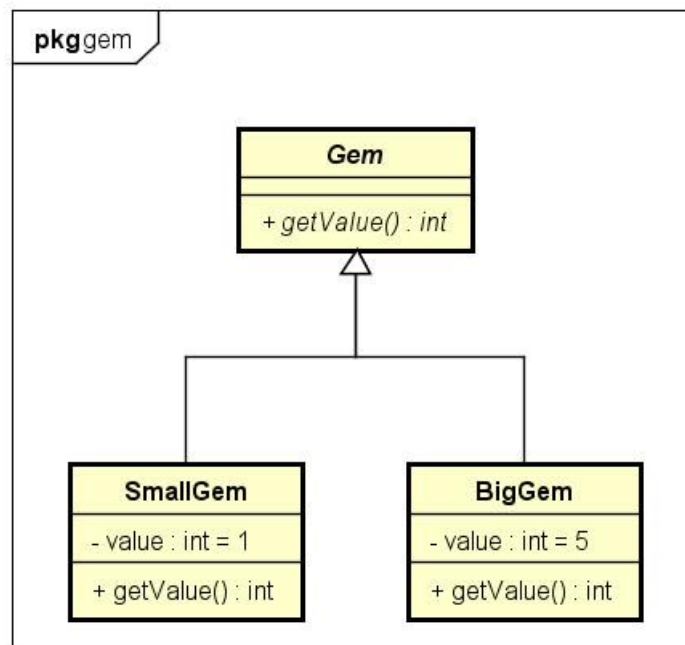 pkg gem
Gem
+ getValue() : int
SmallGem
- value : int = 1
+ getValue() : int
BigGem
- value : int = 5
+ getValue() : int